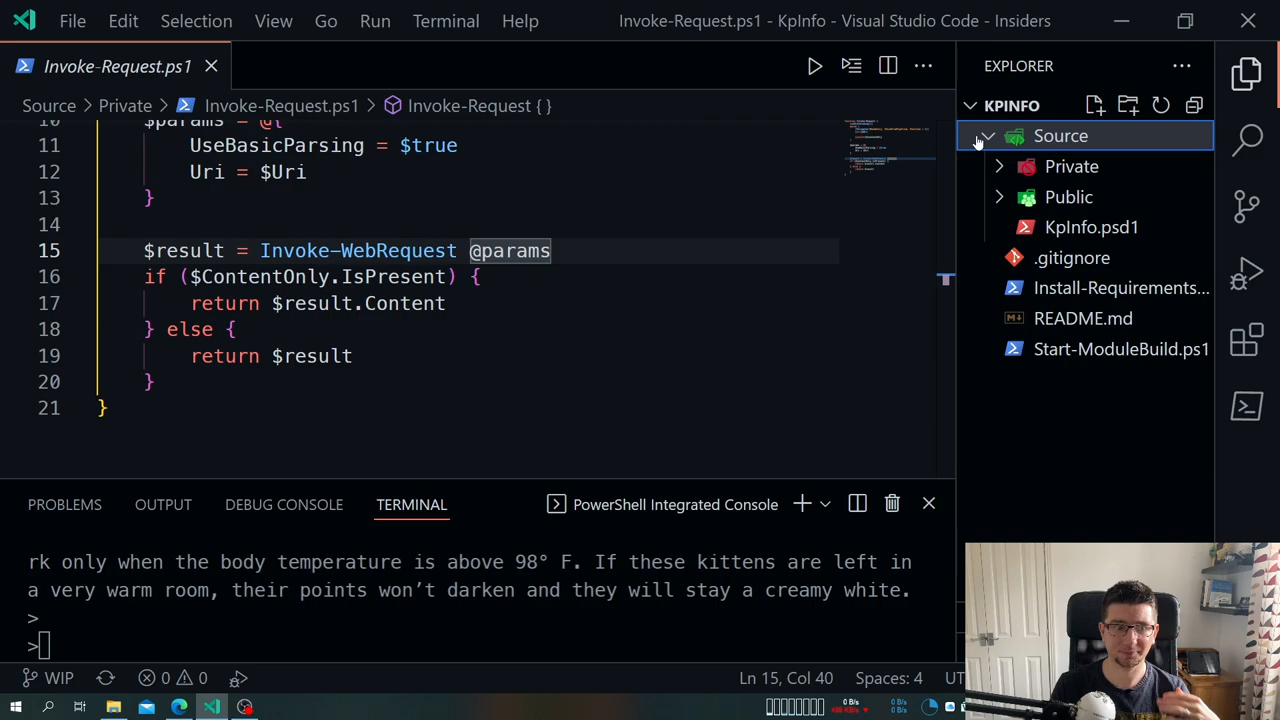 File Edit Selection View Go Run Terminal Help Invoke-Request.ps1 - KpInfo - Visual Studio Code - Insiders
Invoke-Request.ps1
Source > Private > Invoke-Request.ps1 > Invoke-Request { }
10 $params = @{
11 UseBasicParsing = $true
12 Uri = $Uri
13 }
14
15 $result = Invoke-WebRequest @params
16 if ($ContentOnly.IsPresent) {
17 return $result.Content
18 } else {
19 return $result
20 }
21 }
EXPLORER
KPINFO
Source
Private
Public
KpInfo.psd1
.gitignore
Install-Requirements...
README.md
Start-ModuleBuild.ps1
PROBLEMS OUTPUT DEBUG CONSOLE TERMINAL PowerShell Integrated Console
rk only when the body temperature is above 98° F. If these kittens are left in
a very warm room, their points won’t darken and they will stay a creamy white.
>
>
WIP 0 0 Ln 15, Col 40 Spaces: 4 UT
0 B/s 0 B/s
0 B/s